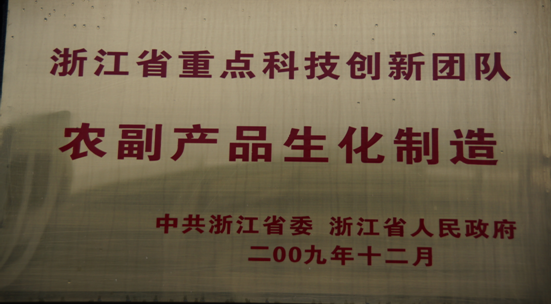 浙江省重点科技创新团队
农副产品生化制造
中共浙江省委 浙江省人民政府
二00九年十二月